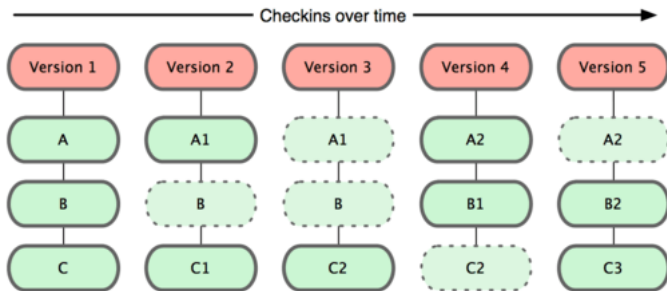 Checkins over time
Version 1 Version 2 Version 3 Version 4 Version 5
A A1 A1 A2 A2
B B B B1 B2
C C1 C2 C2 C3